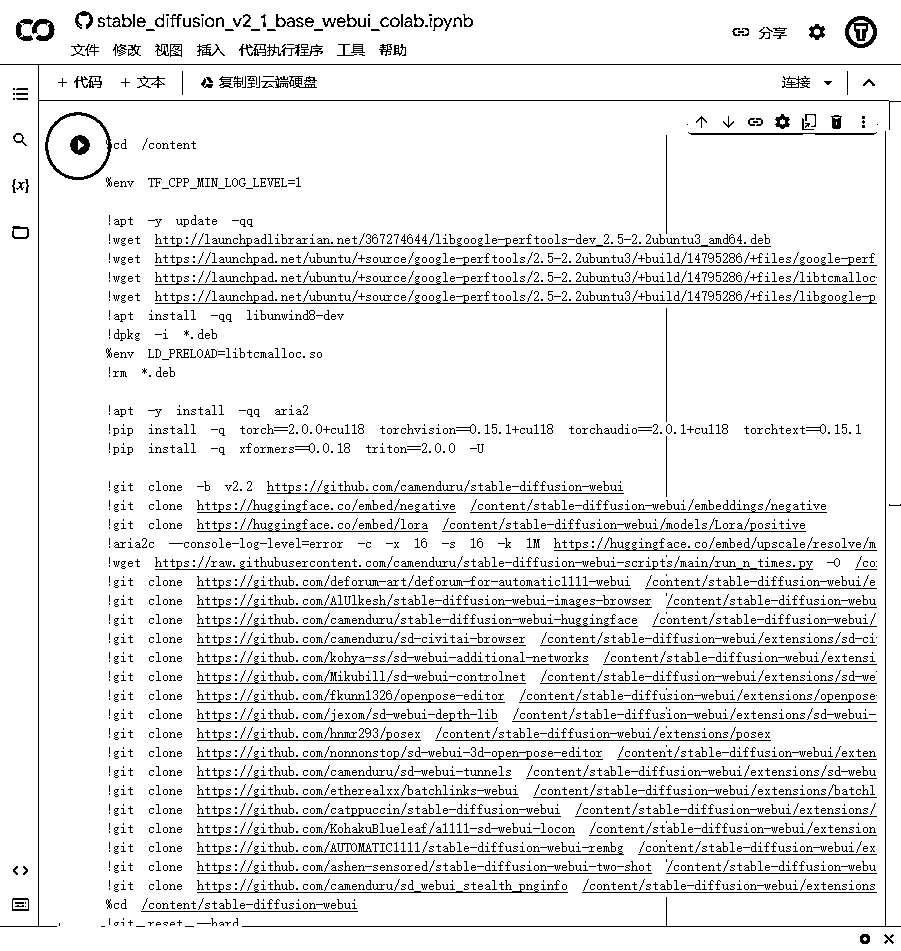 stable_diffusion_v2_1_base_webui_colab.ipynb
文件 修改 视图 插入 代码执行程序 工具 帮助
分享
+ 代码 + 文本 复制到云端硬盘 连接
%cd /content
%env TF_CPP_MIN_LOG_LEVEL=1
!apt -y update -qq
!wget http://launchpadlibrarian.net/367274644/libgoogle-perftools-dev_2.5-2.2ubuntu3_amd64.deb
!wget https://launchpad.net/ubuntu/+source/google-perftools/2.5-2.2ubuntu3/+build/14795286/+files/google-perf
!wget https://launchpad.net/ubuntu/+source/google-perftools/2.5-2.2ubuntu3/+build/14795286/+files/libtcmalloc
!wget https://launchpad.net/ubuntu/+source/google-perftools/2.5-2.2ubuntu3/+build/14795286/+files/libgoogle-p
!apt install -qq libunwind8-dev
!dpkg -i *.deb
%env LD_PRELOAD=libtcmalloc.so
!rm *.deb
!apt -y install -qq aria2
!pip install -q torch==2.0.0+cu118 torchvision==0.15.1+cu118 torchaudio==2.0.1+cu118 torchtext==0.15.1
!pip install -q xformers==0.0.18 triton==2.0.0 -U
!git clone -b v2.2 https://github.com/camenduru/stable-diffusion-webui
!git clone https://huggingface.co/embed/negative /content/stable-diffusion-webui/embeddings/negative
!git clone https://huggingface.co/embed/lora /content/stable-diffusion-webui/models/Lora/positive
!aria2c --console-log-level=error -c -x 16 -s 16 -k 1M https://huggingface.co/embed/upscale/resolve/m
!wget https://raw.githubusercontent.com/camenduru/stable-diffusion-webui-scripts/main/run_n_times.py -O /co
!git clone https://github.com/deforum-art/deforum-for-automatic1111-webui /content/stable-diffusion-webui/e
!git clone https://github.com/AlUlkesh/stable-diffusion-webui-images-browser /content/stable-diffusion-webu
!git clone https://github.com/camenduru/stable-diffusion-webui-huggingface /content/stable-diffusion-webui/
!git clone https://github.com/camenduru/sd-civitai-browser /content/stable-diffusion-webui/extensions/sd-ci
!git clone https://github.com/kohya-ss/sd-webui-additional-networks /content/stable-diffusion-webui/extensi
!git clone https://github.com/Mikubill/sd-webui-controlnet /content/stable-diffusion-webui/extensions/sd-we
!git clone https://github.com/fkunn1326/openpose-editor /content/stable-diffusion-webui/extensions/openpose-
!git clone https://github.com/jexom/sd-webui-depth-lib /content/stable-diffusion-webui/extensions/sd-webui-
!git clone https://github.com/hnmr293/posex /content/stable-diffusion-webui/extensions/posex
!git clone https://github.com/nonnonstop/sd-webui-3d-open-pose-editor /content/stable-diffusion-webui/exten
!git clone https://github.com/camenduru/sd-webui-tunnels /content/stable-diffusion-webui/extensions/sd-webu
!git clone https://github.com/etherealxx/batchlinks-webui /content/stable-diffusion-webui/extensions/batchl
!git clone https://github.com/catppuccin/stable-diffusion-webui /content/stable-diffusion-webui/extensions/
!git clone https://github.com/KohakuBlueleaf/a1111-sd-webui-locon /content/stable-diffusion-webui/extension
!git clone https://github.com/AUTOMATIC1111/stable-diffusion-webui-rembg /content/stable-diffusion-webui/ex
!git clone https://github.com/ashen-sensored/stable-diffusion-webui-two-shot /content/stable-diffusion-webu
!git clone https://github.com/camenduru/sd_webui_stealth_pnginfo /content/stable-diffusion-webui/extensions
%cd /content/stable-diffusion-webui
!git reset --hard